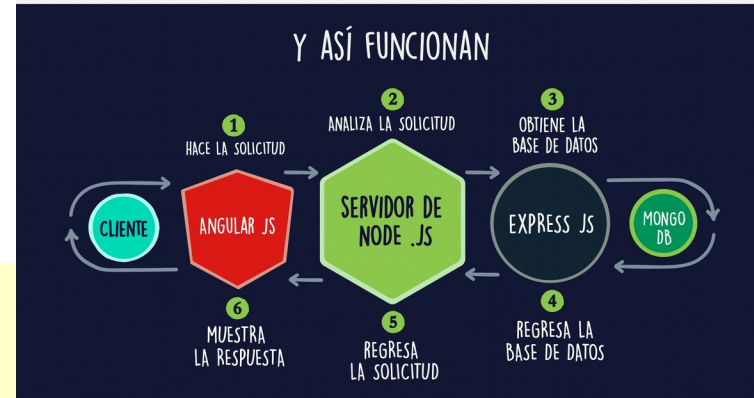 Y ASÍ FUNCIONAN
1
HACE LA SOLICITUD
2
ANALIZA LA SOLICITUD
3
OBTIENE LA
BASE DE DATOS
CLIENTE
ANGULAR JS
SERVIDOR DE
NODE .JS
EXPRESS JS
MONGO
DB
6
MUESTRA
LA RESPUESTA
5
REGRESA
LA SOLICITUD
4
REGRESA LA
BASE DE DATOS